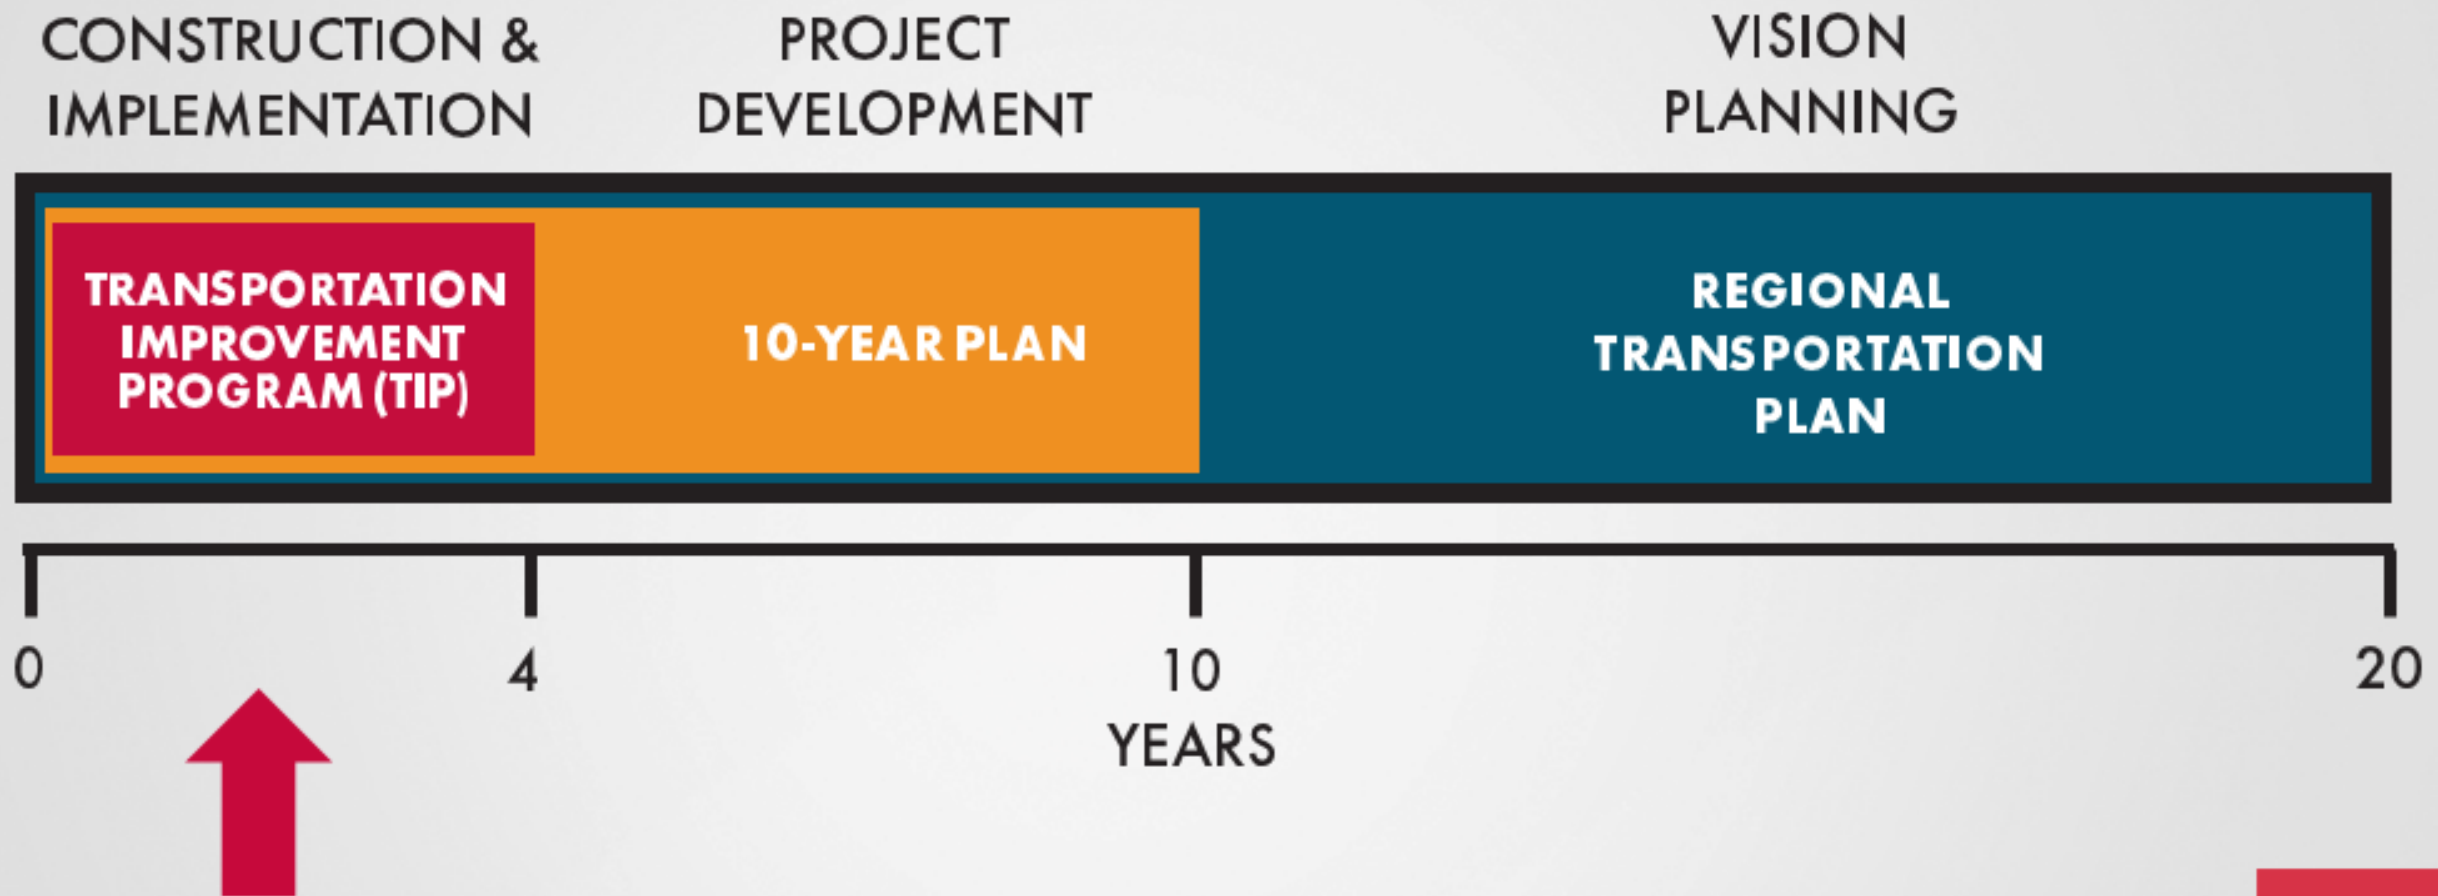 CONSTRUCTION &
IMPLEMENTATION
PROJECT
DEVELOPMENT
VISION
PLANNING
TRANSPORTATION
IMPROVEMENT
PROGRAM (TIP)
10-YEAR PLAN
REGIONAL
TRANSPORTATION
PLAN
0
4
10
20
YEARS